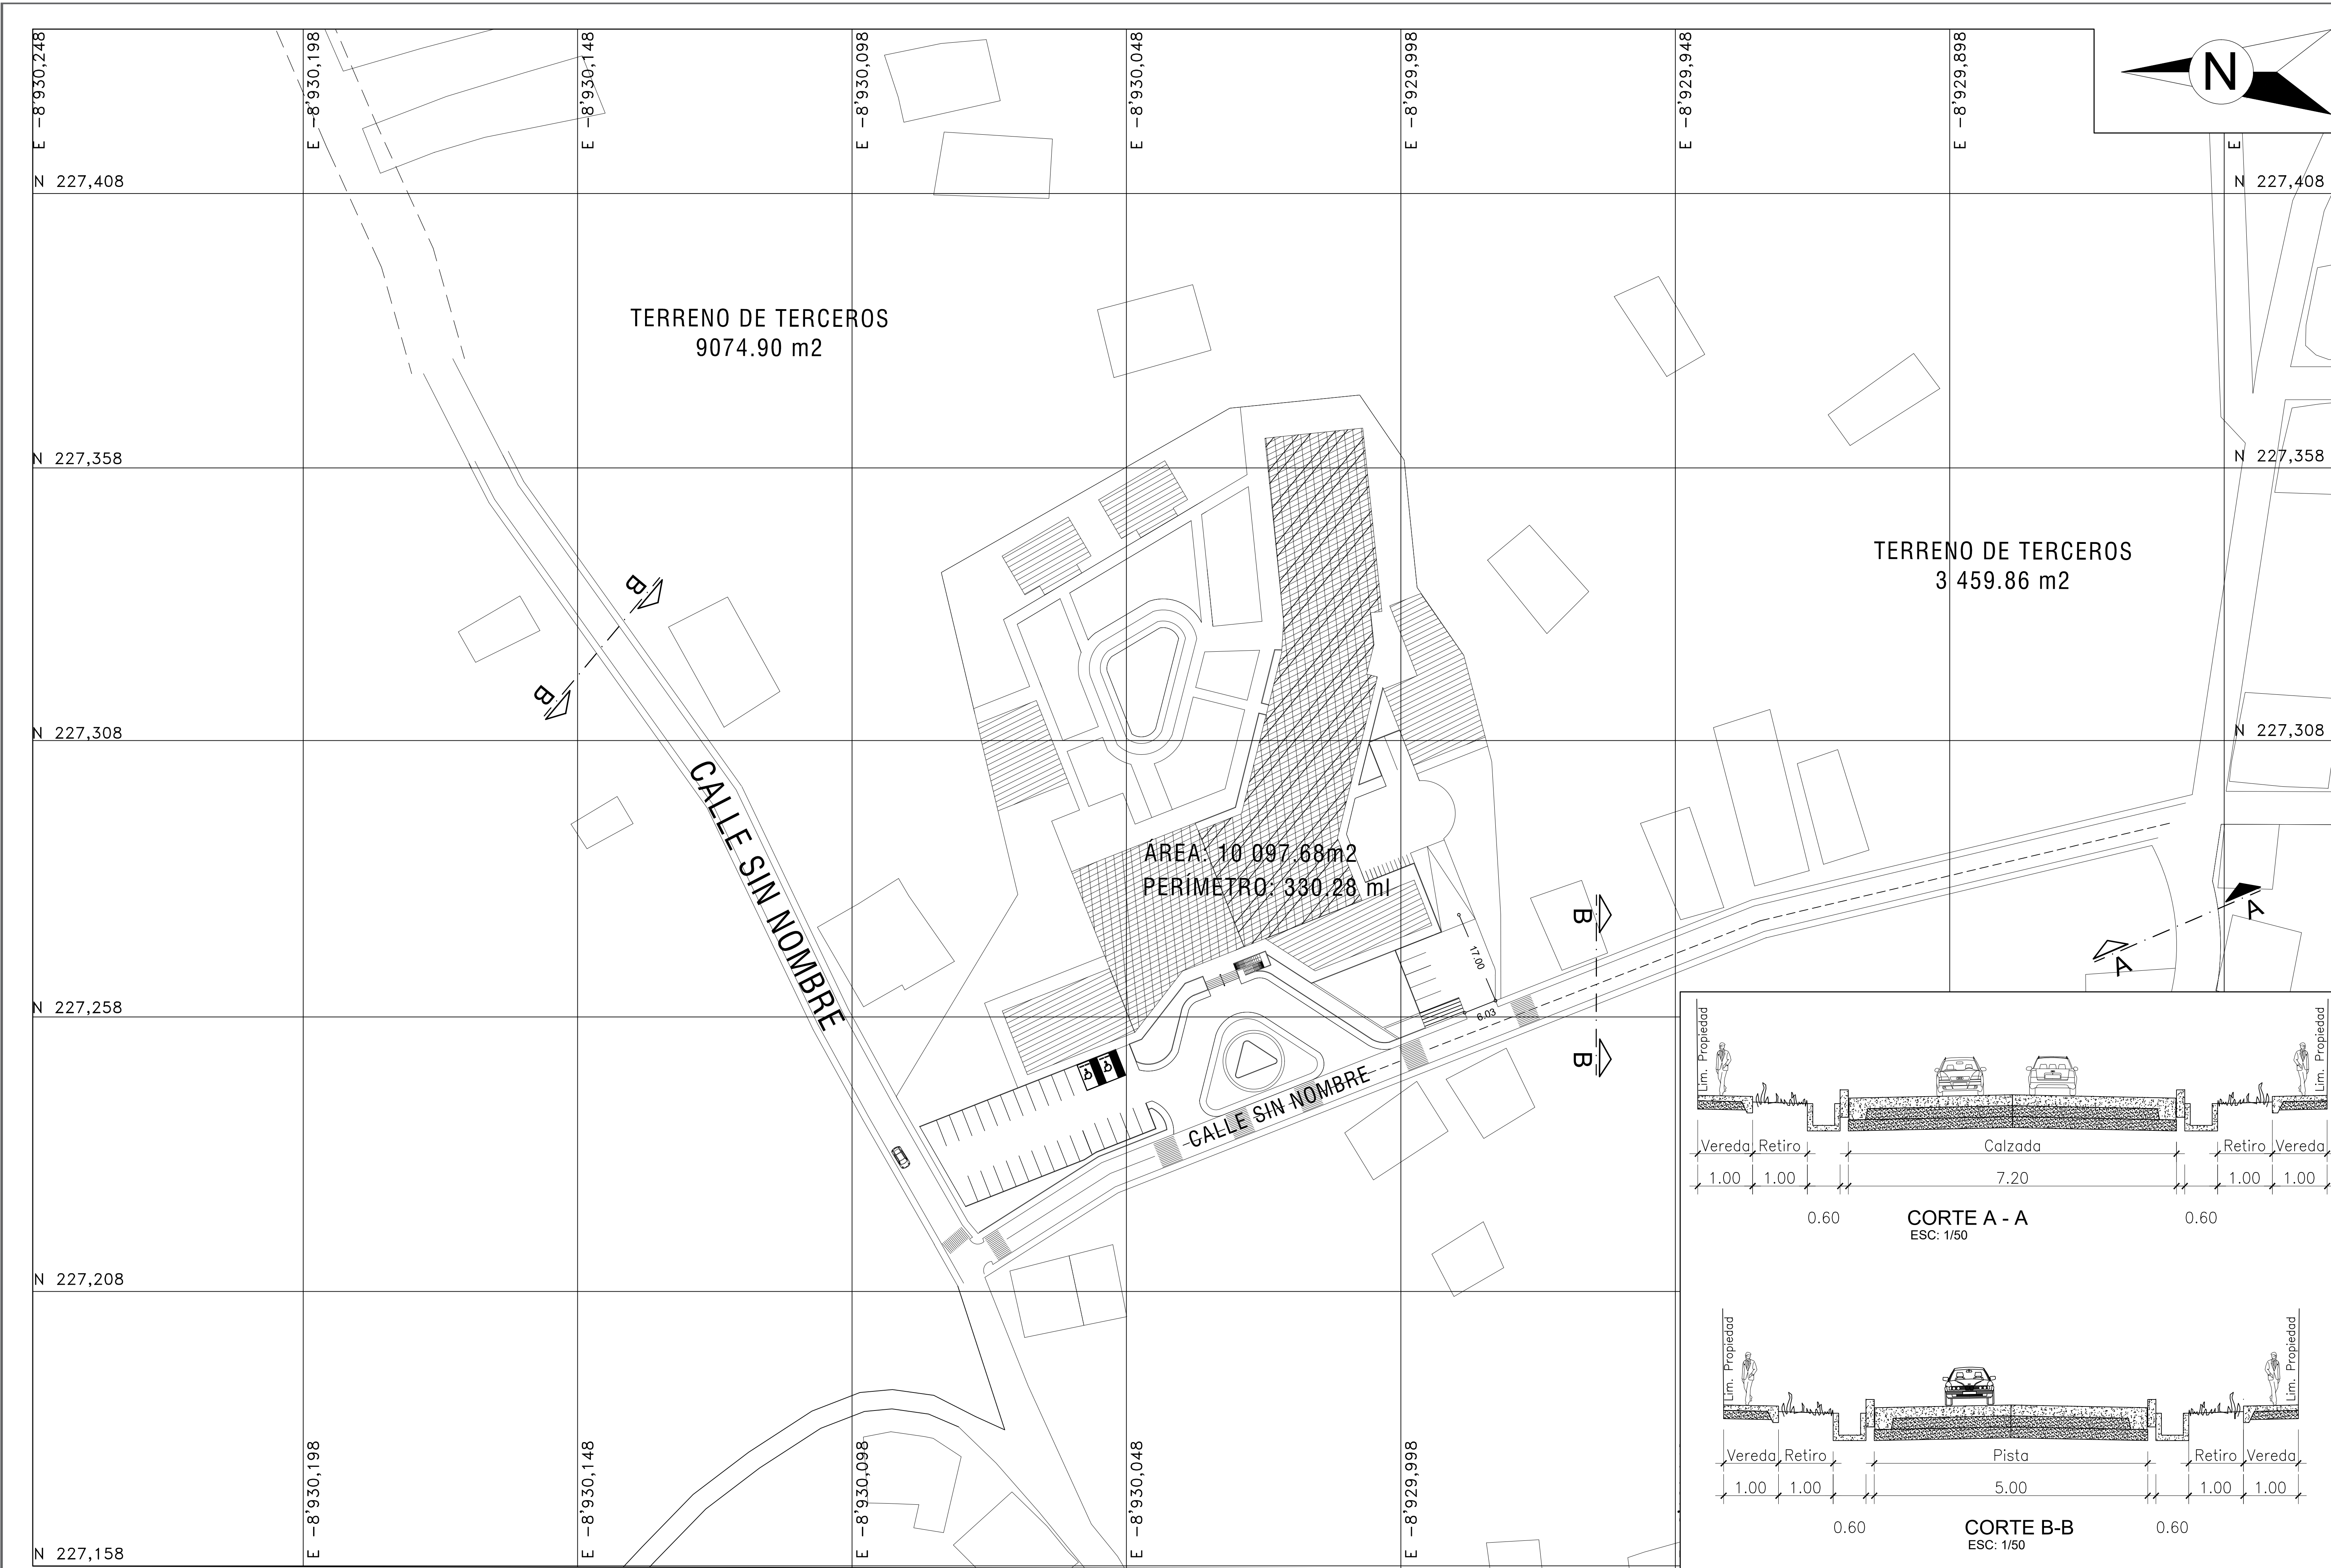 E -8'930,248
E -8'930,198
E -8'930,148
E -8'930,098
E -8'930,048
E -8'929,998
E -8'929,948
E -8'929,898
E
N
N 227,408
N 227,408
TERRENO DE TERCEROS
9074.90 m2
N 227,358
N 227,358
TERRENO DE TERCEROS
3 459.86 m2
B
B
N 227,308
N 227,308
CALLE SIN NOMBRE
ÁREA: 10 097.68m2
PERÍMETRO: 330.28 ml
17.00
6.03
B
B
A
A
N 227,258
CALLE SIN NOMBRE
N 227,208
Lim. Propiedad
Lim. Propiedad
Vereda
Retiro
Calzada
Retiro
Vereda
1.00
1.00
7.20
1.00
1.00
0.60
0.60
CORTE A - A
ESC: 1/50
Lim. Propiedad
Lim. Propiedad
Vereda
Retiro
Pista
Retiro
Vereda
1.00
1.00
5.00
1.00
1.00
0.60
0.60
CORTE B-B
ESC: 1/50
E -8'930,198
E -8'930,148
E -8'930,098
E -8'930,048
E -8'929,998
N 227,158